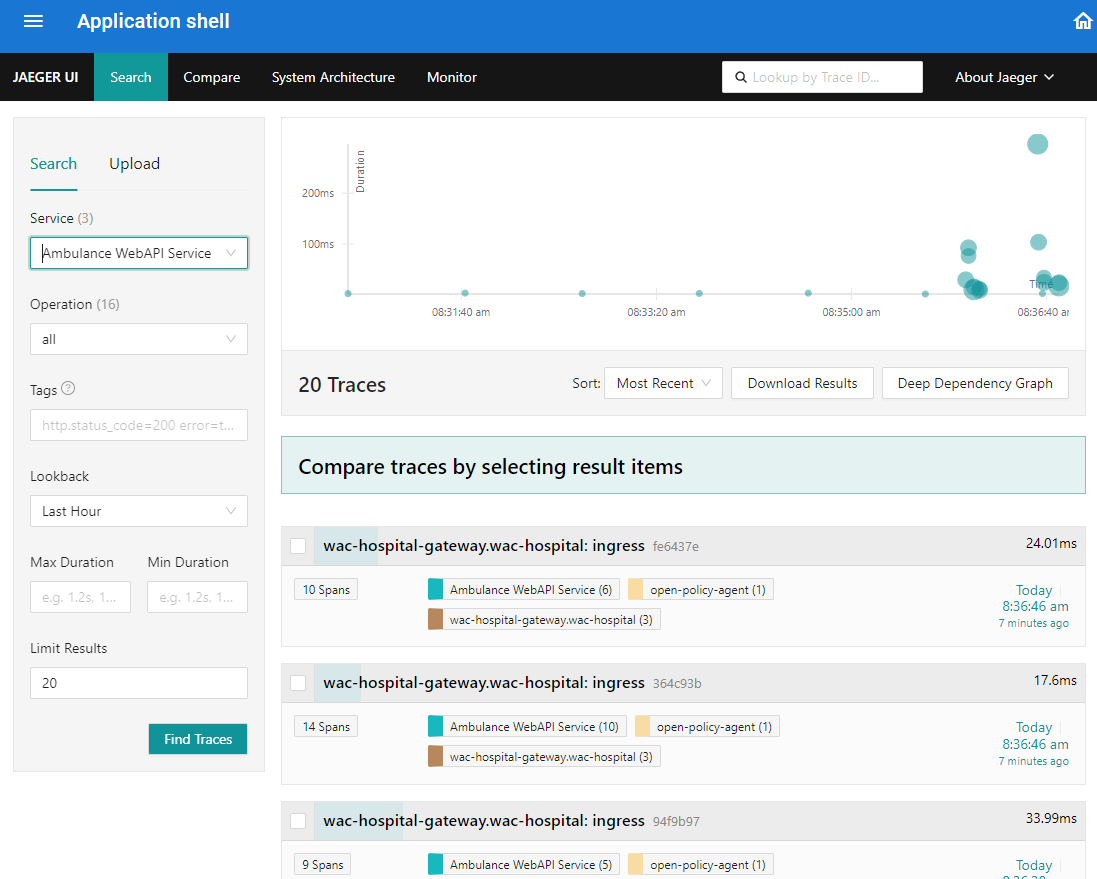 Application shell
JAEGER UI Search Compare System Architecture Monitor Lookup by Trace ID... About Jaeger
Search Upload
Service (3)
Ambulance WebAPI Service
Operation (16)
all
Tags ?
http.status_code=200 error=t...
Lookback
Last Hour
Max Duration Min Duration
e.g. 1.2s, 1... e.g. 1.2s, 1...
Limit Results
20
Find Traces
Duration
200ms
100ms
Time
08:31:40 am 08:33:20 am 08:35:00 am 08:36:40 ar
20 Traces Sort: Most Recent Download Results Deep Dependency Graph
Compare traces by selecting result items
wac-hospital-gateway.wac-hospital: ingress fe6437e 24.01ms
10 Spans Ambulance WebAPI Service (6) open-policy-agent (1) Today
wac-hospital-gateway.wac-hospital (3) 8:36:46 am
7 minutes ago
wac-hospital-gateway.wac-hospital: ingress 364c93b 17.6ms
14 Spans Ambulance WebAPI Service (10) open-policy-agent (1) Today
wac-hospital-gateway.wac-hospital (3) 8:36:46 am
7 minutes ago
wac-hospital-gateway.wac-hospital: ingress 94f9b97 33.99ms
9 Spans Ambulance WebAPI Service (5) open-policy-agent (1) Today